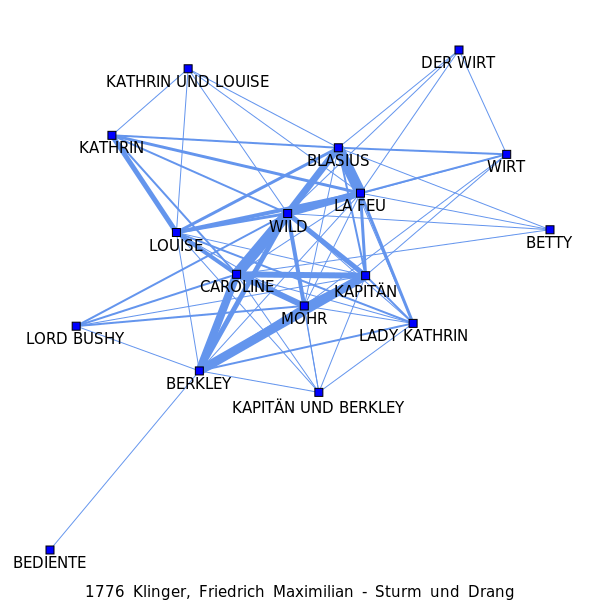 DER WIRT
KATHRIN UND LOUISE
KATHRIN
BLASIUS
WIRT
LA FEU
WILD
LOUISE
BETTY
CAROLINE
KAPITÄN
MOHR
LORD BUSHY
LADY KATHRIN
BERKLEY
KAPITÄN UND BERKLEY
BEDIENTE
1776 Klinger, Friedrich Maximilian - Sturm und Drang